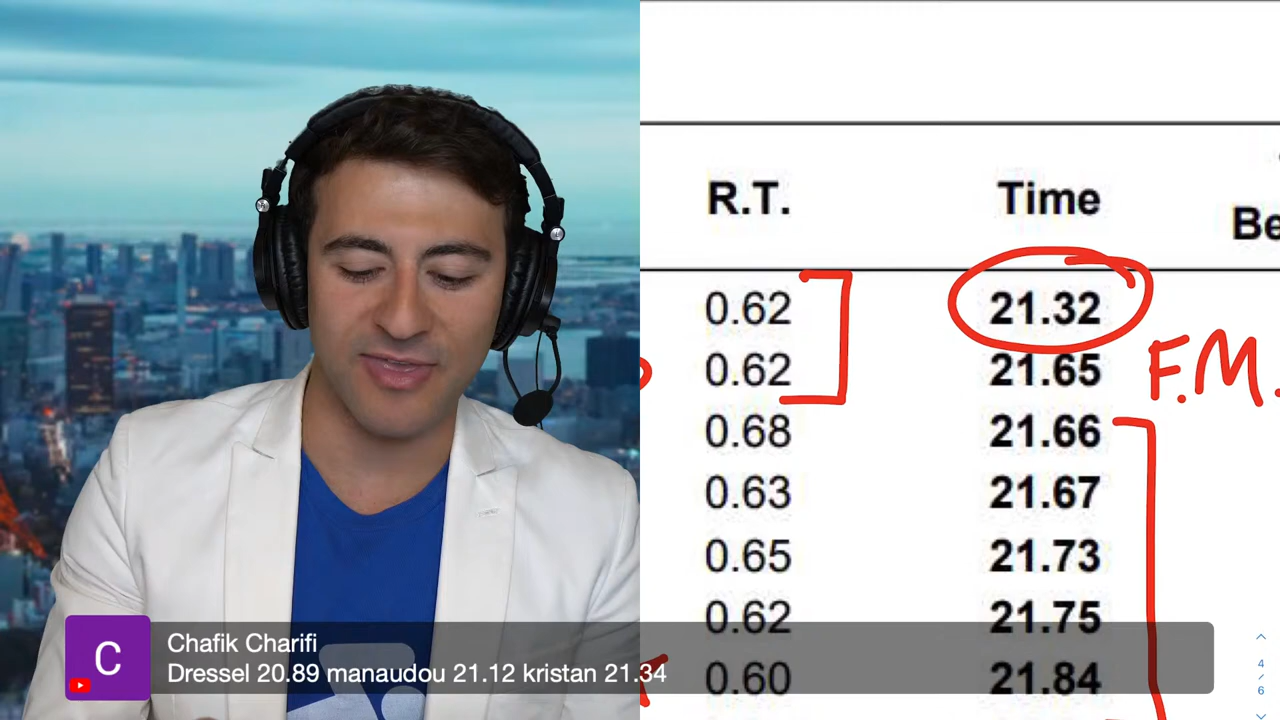 R.T. Time
Be
0.62 21.32
0.62 21.65 F.M.
0.68 21.66
0.63 21.67
0.65 21.73
0.62 21.75
0.60 21.84
C
Chafik Charifi
Dressel 20.89 manaudou 21.12 kristan 21.34
4
/
6